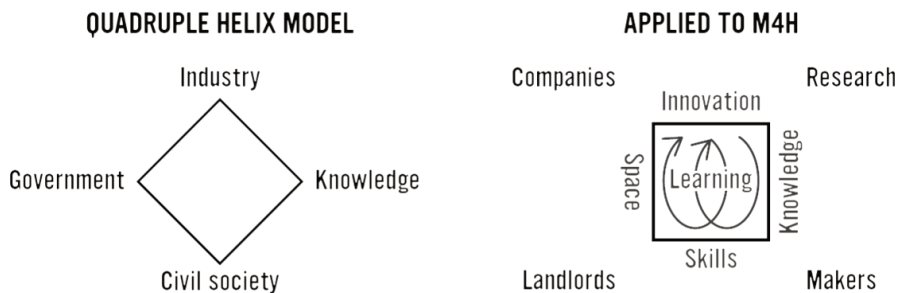 QUADRUPLE HELIX MODEL
Industry
Government
Knowledge
Civil society
APPLIED TO M4H
Companies
Research
Innovation
Space
Learning
Knowledge
Skills
Landlords
Makers